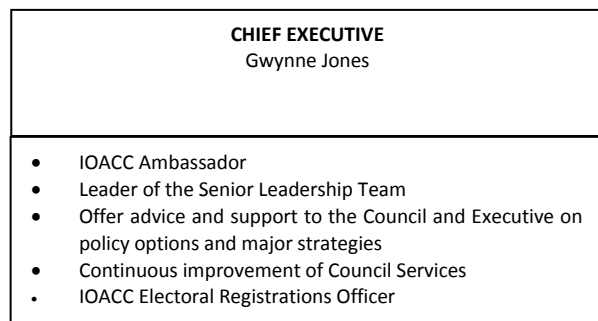 CHIEF EXECUTIVE
Gwynne Jones
• IOACC Ambassador
• Leader of the Senior Leadership Team
• Offer advice and support to the Council and Executive on
policy options and major strategies
• Continuous improvement of Council Services
• IOACC Electoral Registrations Officer